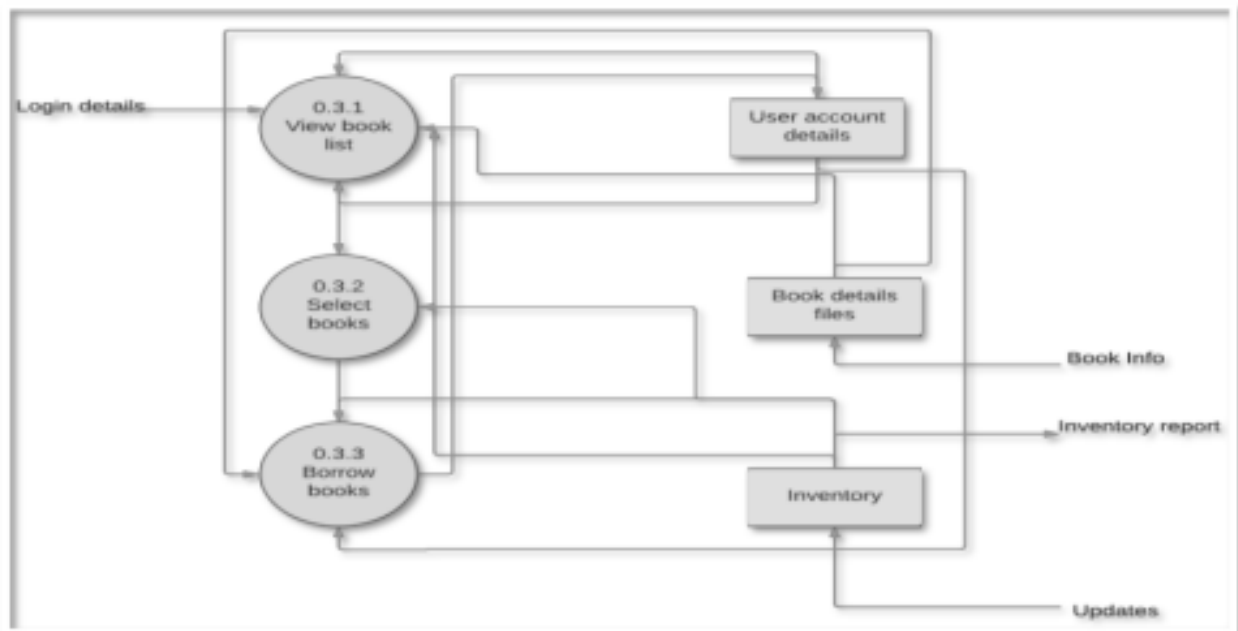 Login details
0.3.1
View book
list
User account
details
0.3.2
Select
books
Book details
files
Book Info
Inventory report
0.3.3
Borrow
books
Inventory
Updates